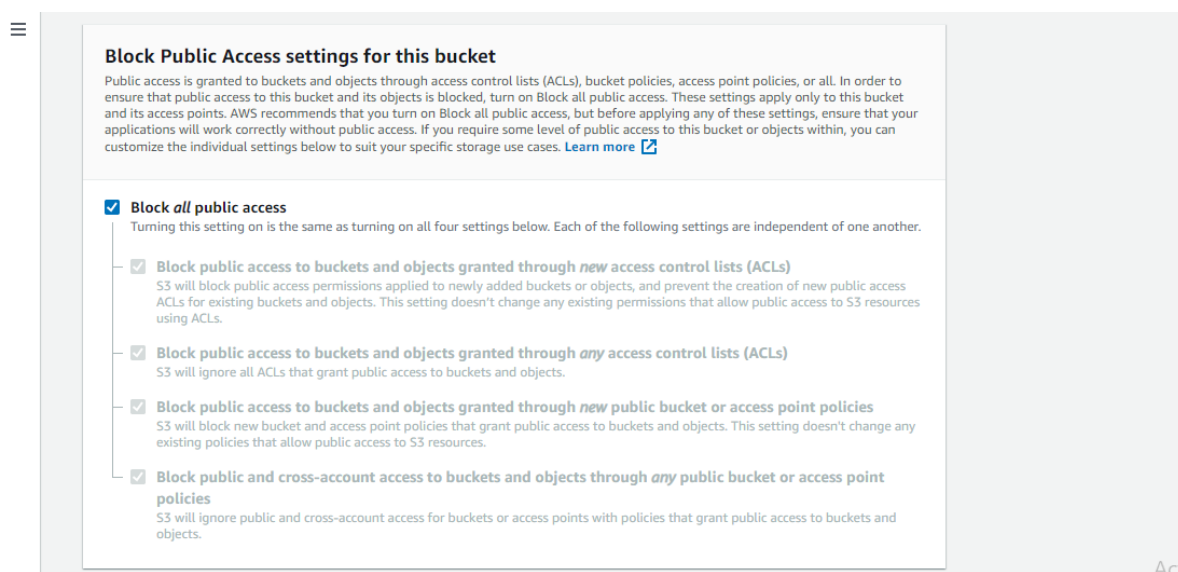 Block Public Access settings for this bucket
Public access is granted to buckets and objects through access control lists (ACLs), bucket policies, access point policies, or all. In order to
ensure that public access to this bucket and its objects is blocked, turn on Block all public access. These settings apply only to this bucket
and its access points. AWS recommends that you turn on Block all public access, but before applying any of these settings, ensure that your
applications will work correctly without public access. If you require some level of public access to this bucket or objects within, you can
customize the individual settings below to suit your specific storage use cases. Learn more
Block all public access
Turning this setting on is the same as turning on all four settings below. Each of the following settings are independent of one another.
Block public access to buckets and objects granted through new access control lists (ACLs)
S3 will block public access permissions applied to newly added buckets or objects, and prevent the creation of new public access
ACLs for existing buckets and objects. This setting doesn't change any existing permissions that allow public access to S3 resources
using ACLs.
Block public access to buckets and objects granted through any access control lists (ACLs)
S3 will ignore all ACLs that grant public access to buckets and objects.
Block public access to buckets and objects granted through new public bucket or access point policies
S3 will block new bucket and access point policies that grant public access to buckets and objects. This setting doesn't change any
existing policies that allow public access to S3 resources.
Block public and cross-account access to buckets and objects through any public bucket or access point
policies
S3 will ignore public and cross-account access for buckets or access points with policies that grant public access to buckets and
objects.
Ac